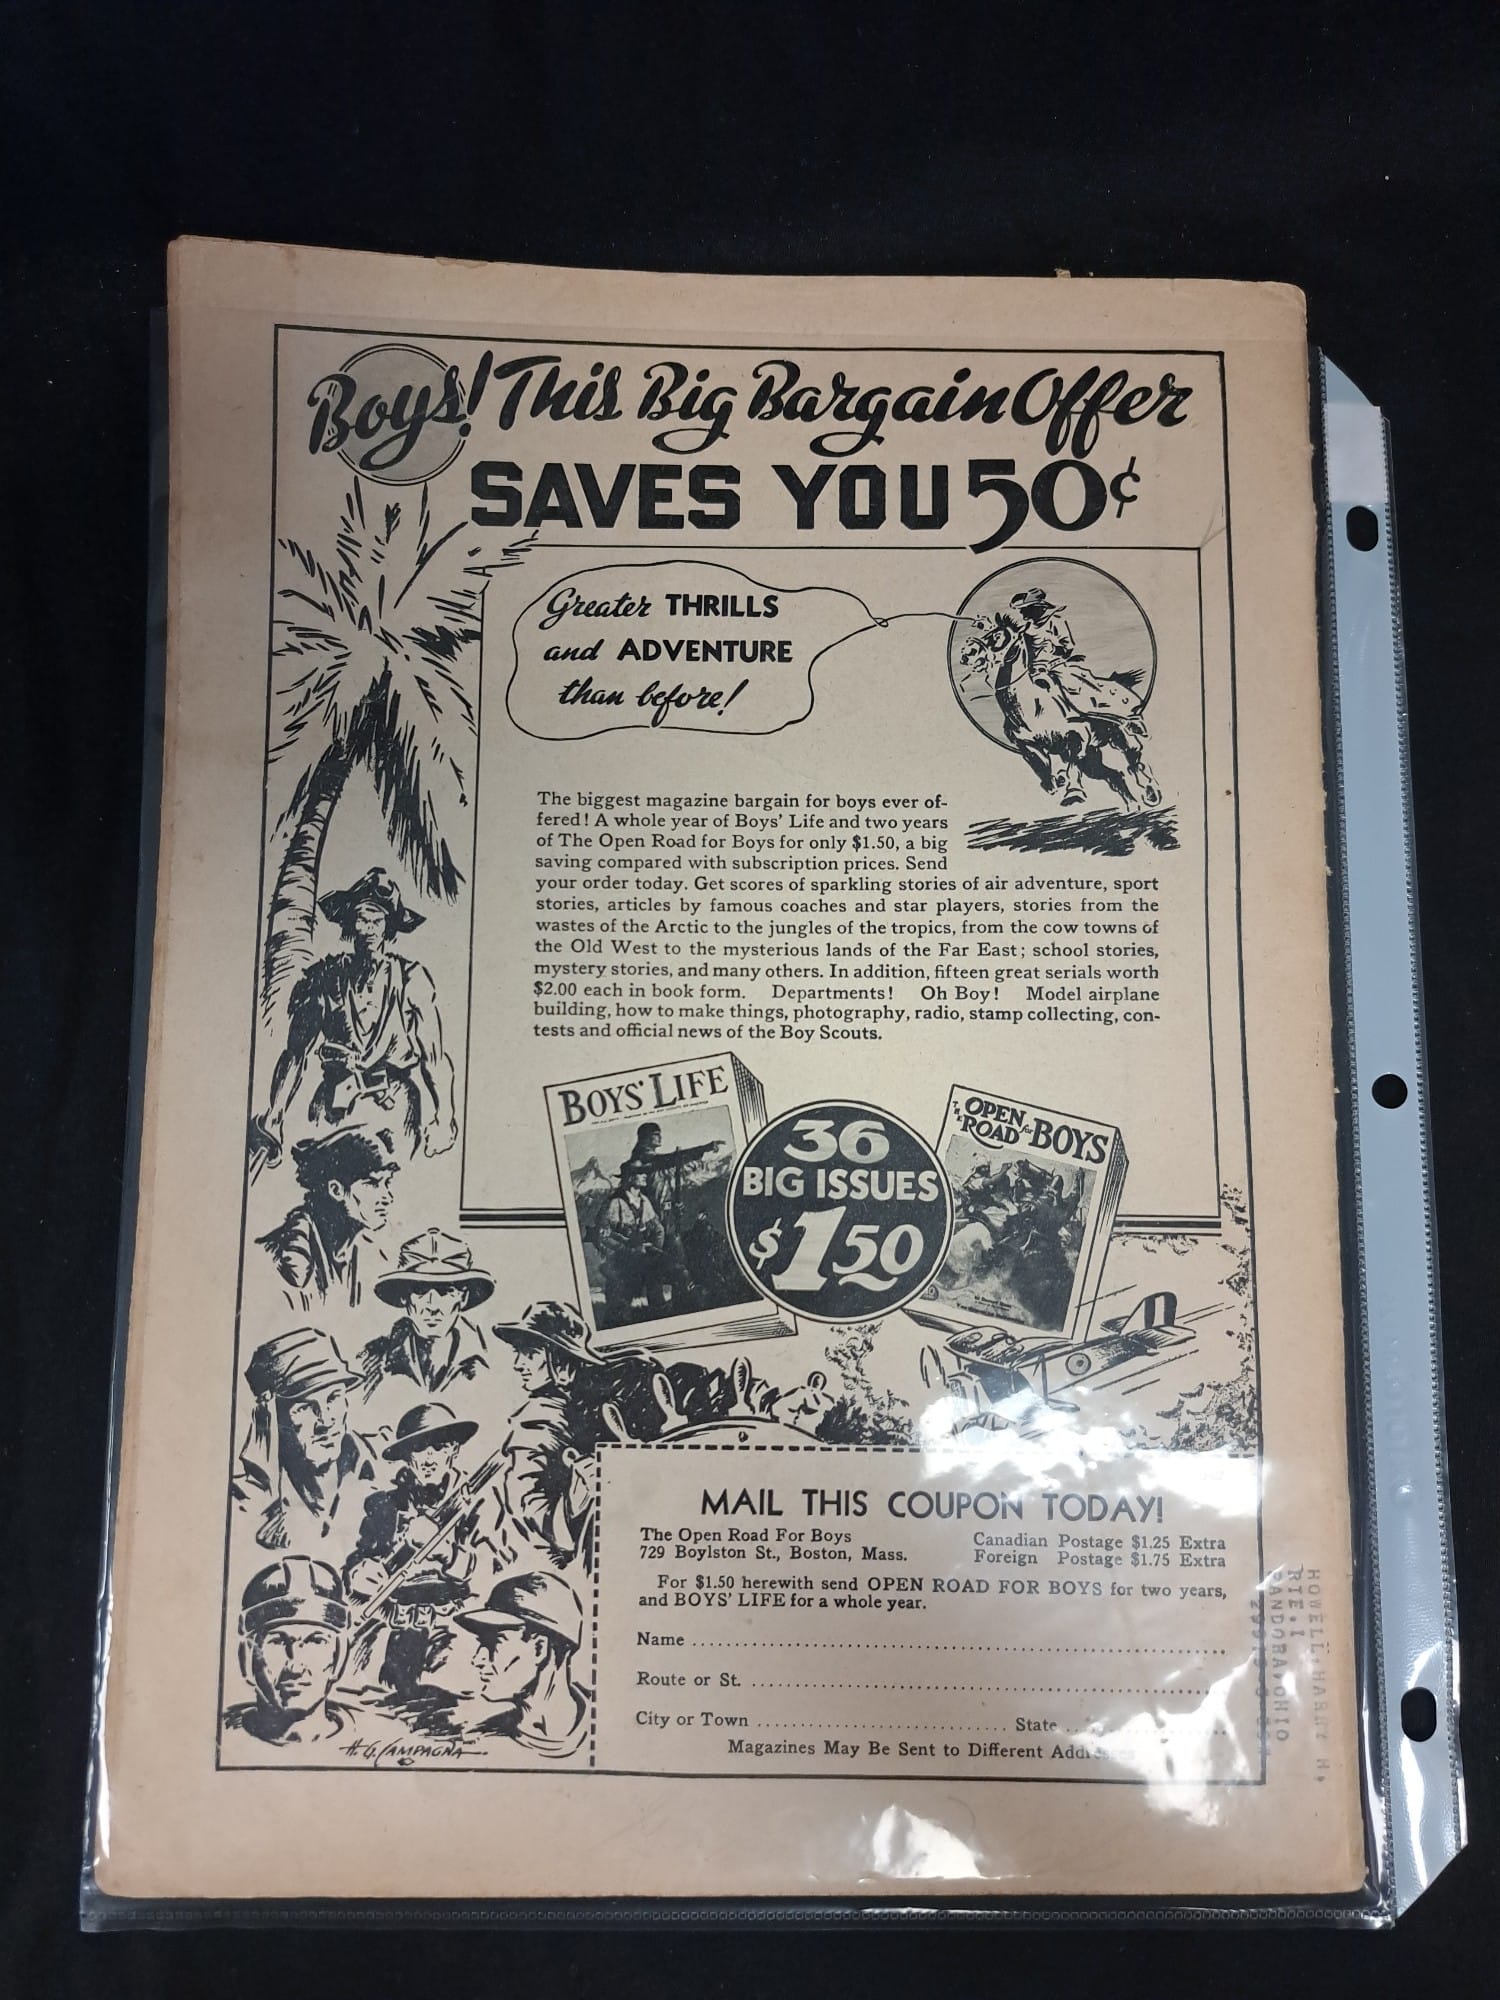 Boys! This Big Bargain Offer
SAVES YOU 50¢
Greater THRILLS
and ADVENTURE
than before!
The biggest magazine bargain for boys ever of-
fered! A whole year of Boys' Life and two years
of The Open Road for Boys for only $1.50, a big
saving compared with subscription prices. Send
your order today. Get scores of sparkling stories of air adventure, sport
stories, articles by famous coaches and star players, stories from the
wastes of the Arctic to the jungles of the tropics, from the cow towns of
the Old West to the mysterious lands of the Far East; school stories,
mystery stories, and many others. In addition, fifteen great serials worth
$2.00 each in book form. Departments! Oh Boy! Model airplane
building, how to make things, photography, radio, stamp collecting, con-
tests and official news of the Boy Scouts.
BOYS' LIFE
36
BIG ISSUES
$1.50
THE OPEN ROAD for BOYS
MAIL THIS COUPON TODAY!
The Open Road For Boys
729 Boylston St., Boston, Mass.
Canadian Postage $1.25 Extra
Foreign Postage $1.75 Extra
For $1.50 herewith send OPEN ROAD FOR BOYS for two years,
and BOYS' LIFE for a whole year.
Name
Route or St.
City or Town State
Magazines May Be Sent to Different Addresses
H. G. CAMPAGNA
HOWELL, HARRY H,
RTE.I
PANDORA, OHIO